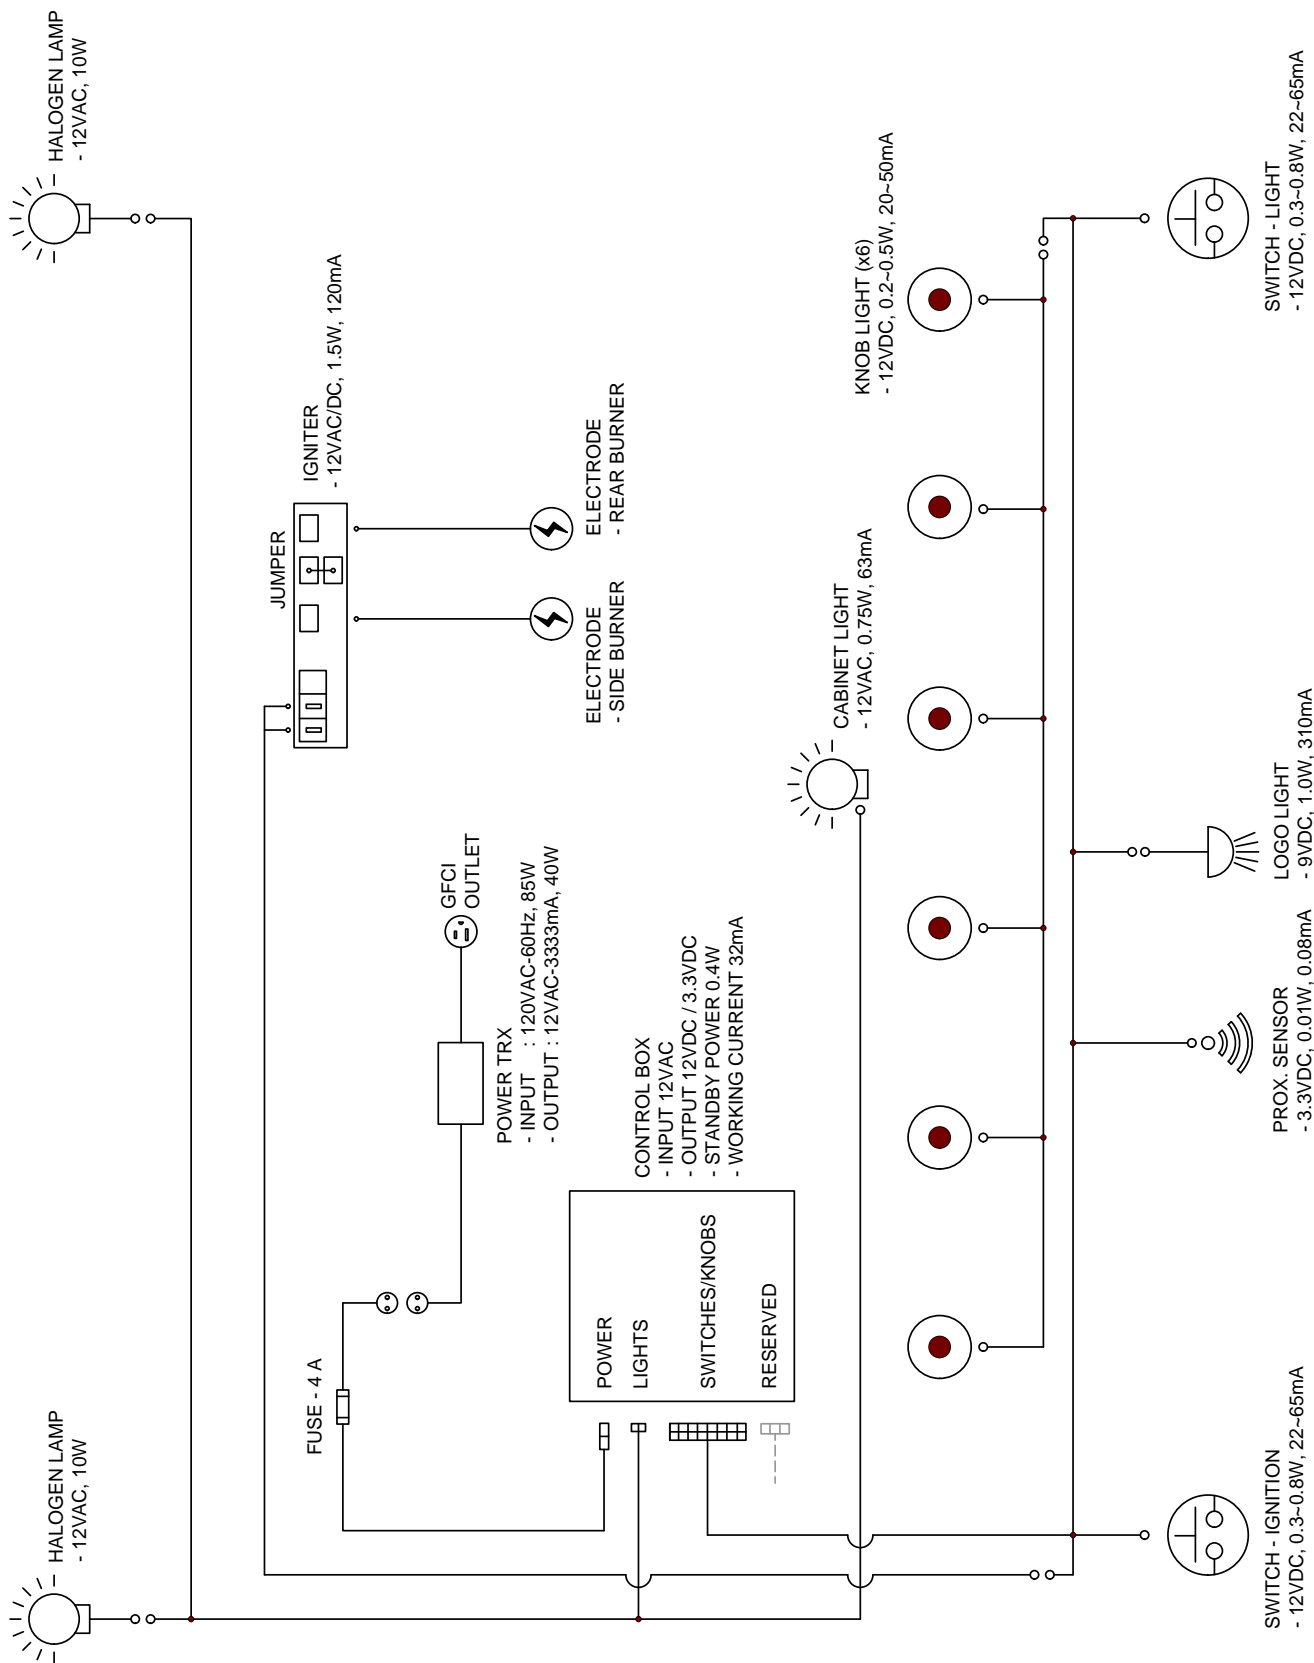 HALOGEN LAMP
- 12VAC, 10W
HALOGEN LAMP
- 12VAC, 10W
FUSE - 4 A
JUMPER
IGNITER
- 12VAC/DC, 1.5W, 120mA
GFCI
OUTLET
POWER TRX
- INPUT : 120VAC-60Hz, 85W
- OUTPUT : 12VAC-3333mA, 40W
ELECTRODE
- SIDE BURNER
ELECTRODE
- REAR BURNER
CONTROL BOX
- INPUT 12VAC
- OUTPUT 12VDC / 3.3VDC
- STANDBY POWER 0.4W
- WORKING CURRENT 32mA
POWER
LIGHTS
SWITCHES/KNOBS
RESERVED
CABINET LIGHT
- 12VAC, 0.75W, 63mA
KNOB LIGHT (x6)
- 12VDC, 0.2~0.5W, 20~50mA
SWITCH - IGNITION
- 12VDC, 0.3~0.8W, 22~65mA
PROX. SENSOR
- 3.3VDC, 0.01W, 0.08mA
LOGO LIGHT
- 9VDC, 1.0W, 310mA
SWITCH - LIGHT
- 12VDC, 0.3~0.8W, 22~65mA